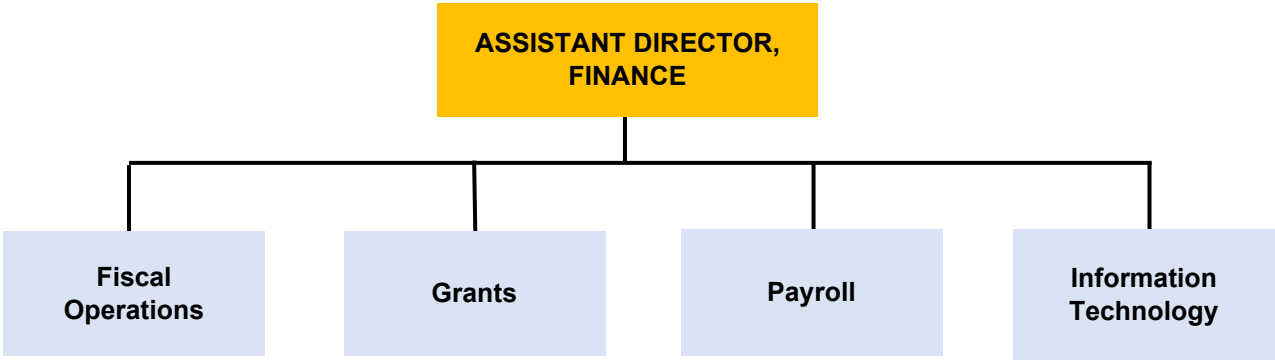 ASSISTANT DIRECTOR,
FINANCE
Fiscal
Operations
Grants
Payroll
Information
Technology